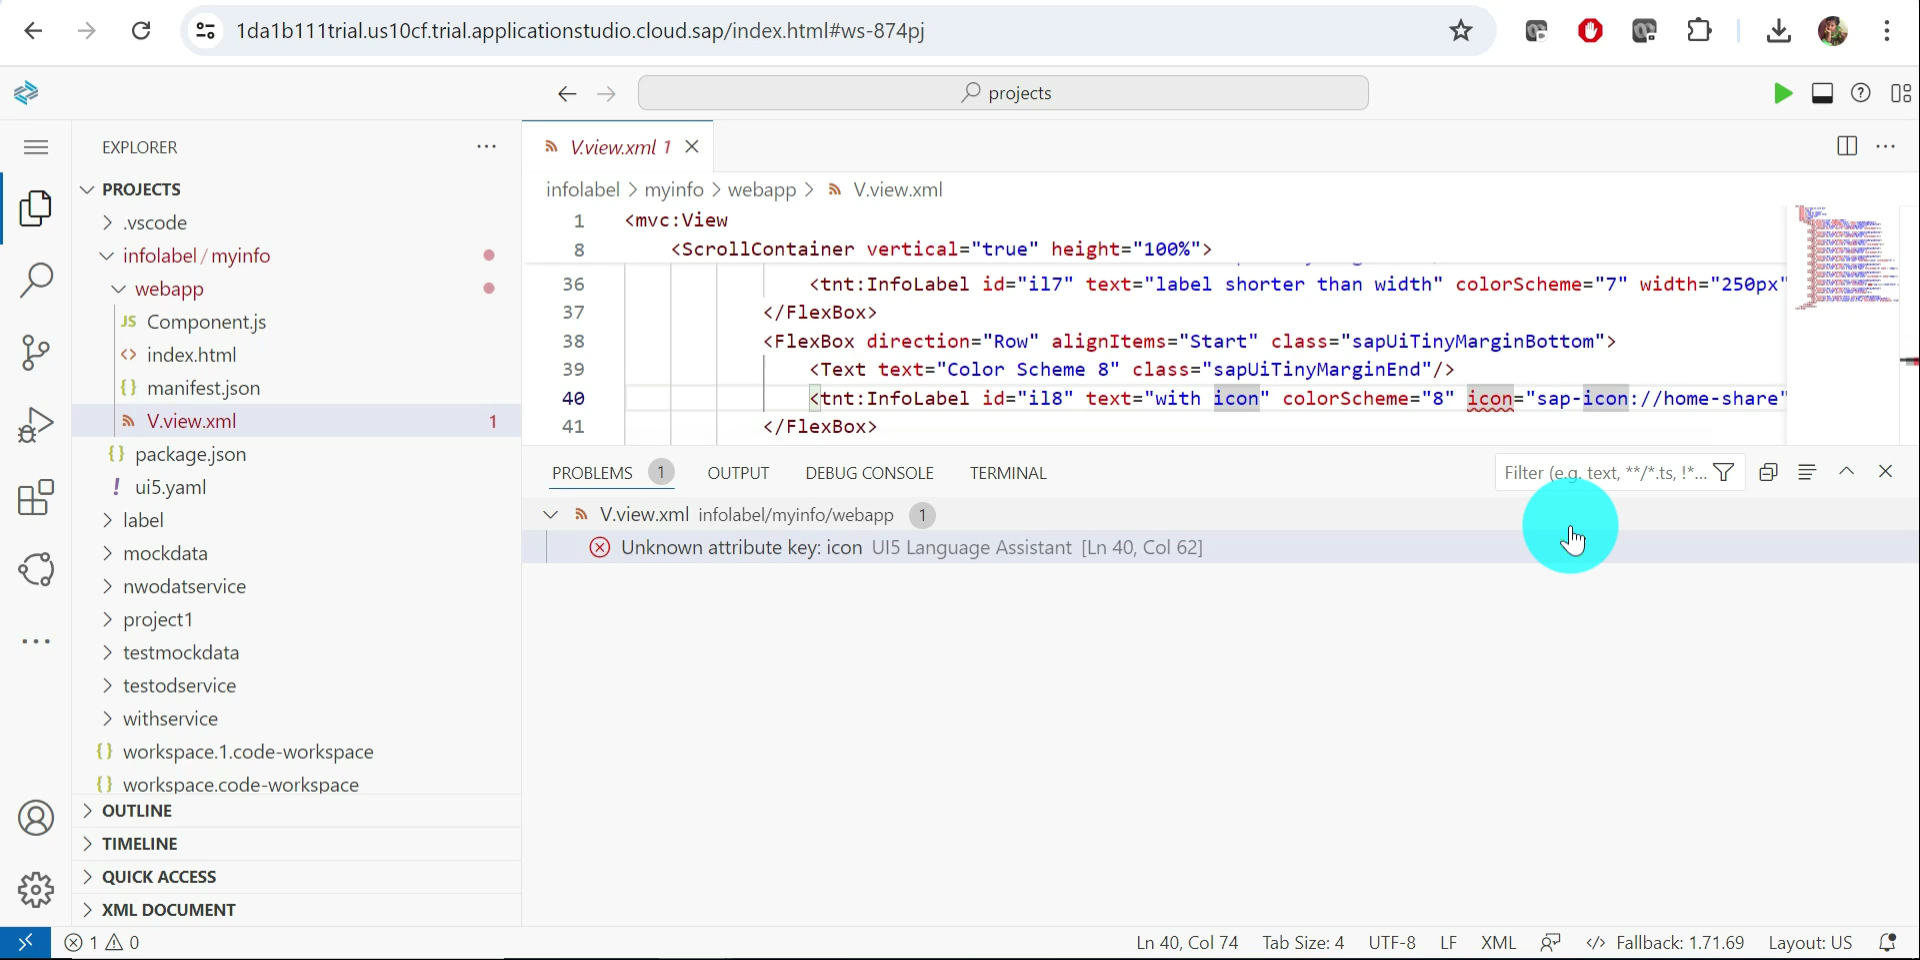 1da1b111trial.us10cf.trial.applicationstudio.cloud.sap/index.html#ws-874pj
projects
EXPLORER
PROJECTS
.vscode
infolabel / myinfo
webapp
JS Component.js
<> index.html
{} manifest.json
V.view.xml 1
{} package.json
! ui5.yaml
label
mockdata
nwodatservice
project1
testmockdata
testodservice
withservice
{} workspace.1.code-workspace
{} workspace.code-workspace
OUTLINE
TIMELINE
QUICK ACCESS
XML DOCUMENT
V.view.xml 1
infolabel > myinfo > webapp > V.view.xml
1 <mvc:View
8 <ScrollContainer vertical="true" height="100%">
36 <tnt:InfoLabel id="il7" text="label shorter than width" colorScheme="7" width="250px"
37 </FlexBox>
38 <FlexBox direction="Row" alignItems="Start" class="sapUiTinyMarginBottom">
39 <Text text="Color Scheme 8" class="sapUiTinyMarginEnd"/>
40 <tnt:InfoLabel id="il8" text="with icon" colorScheme="8" icon="sap-icon://home-share"
41 </FlexBox>
PROBLEMS 1 OUTPUT DEBUG CONSOLE TERMINAL
Filter (e.g. text, **/*.ts, !*...
V.view.xml infolabel/myinfo/webapp 1
Unknown attribute key: icon UI5 Language Assistant [Ln 40, Col 62]
1 0
Ln 40, Col 74 Tab Size: 4 UTF-8 LF XML </> Fallback: 1.71.69 Layout: US